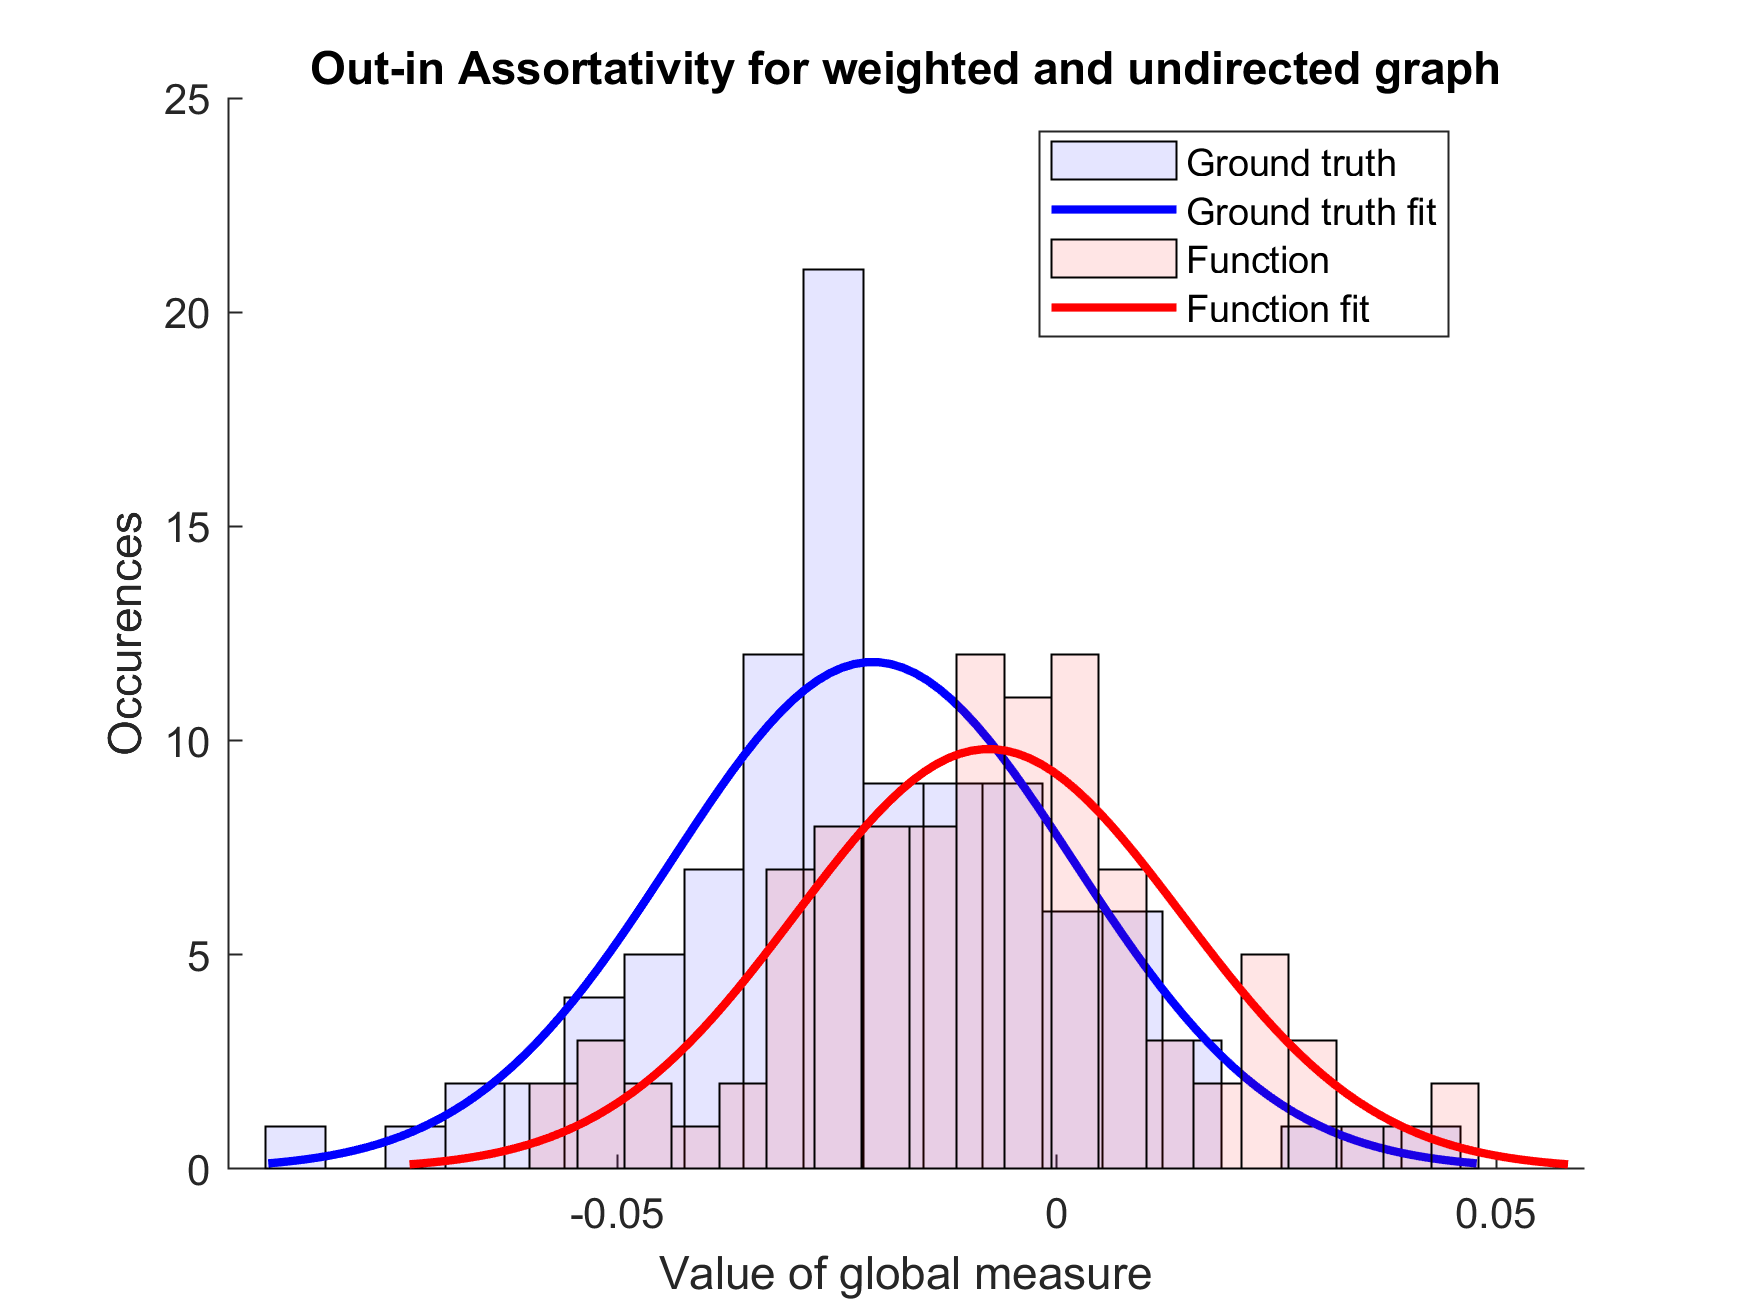 Out-in Assortativity for weighted and undirected graph
25
20
15
10
5
0
Occurences
Ground truth
Ground truth fit
Function
Function fit
-0.05
0
0.05
Value of global measure